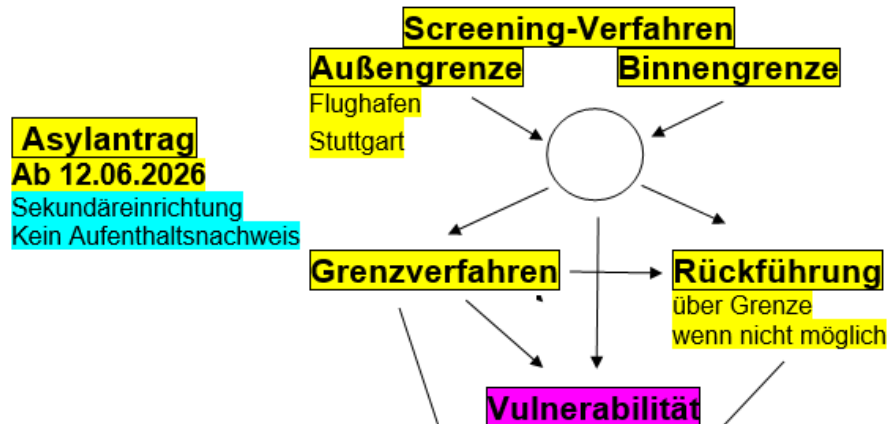 Screening-Verfahren
Außengrenze
Binnengrenze
Flughafen
Stuttgart
Asylantrag
Ab 12.06.2026
Sekundäreinrichtung
Kein Aufenthaltsnachweis
Grenzverfahren
Rückführung
über Grenze
wenn nicht möglich
Vulnerabilität